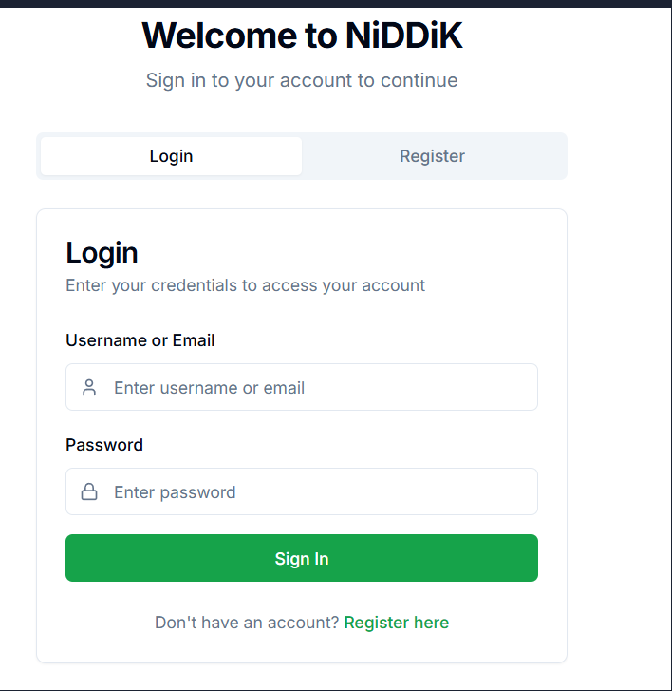 Welcome to NiDDiK
Sign in to your account to continue
Login
Register
Login
Enter your credentials to access your account
Username or Email
Enter username or email
Password
Enter password
Sign In
Don't have an account? Register here